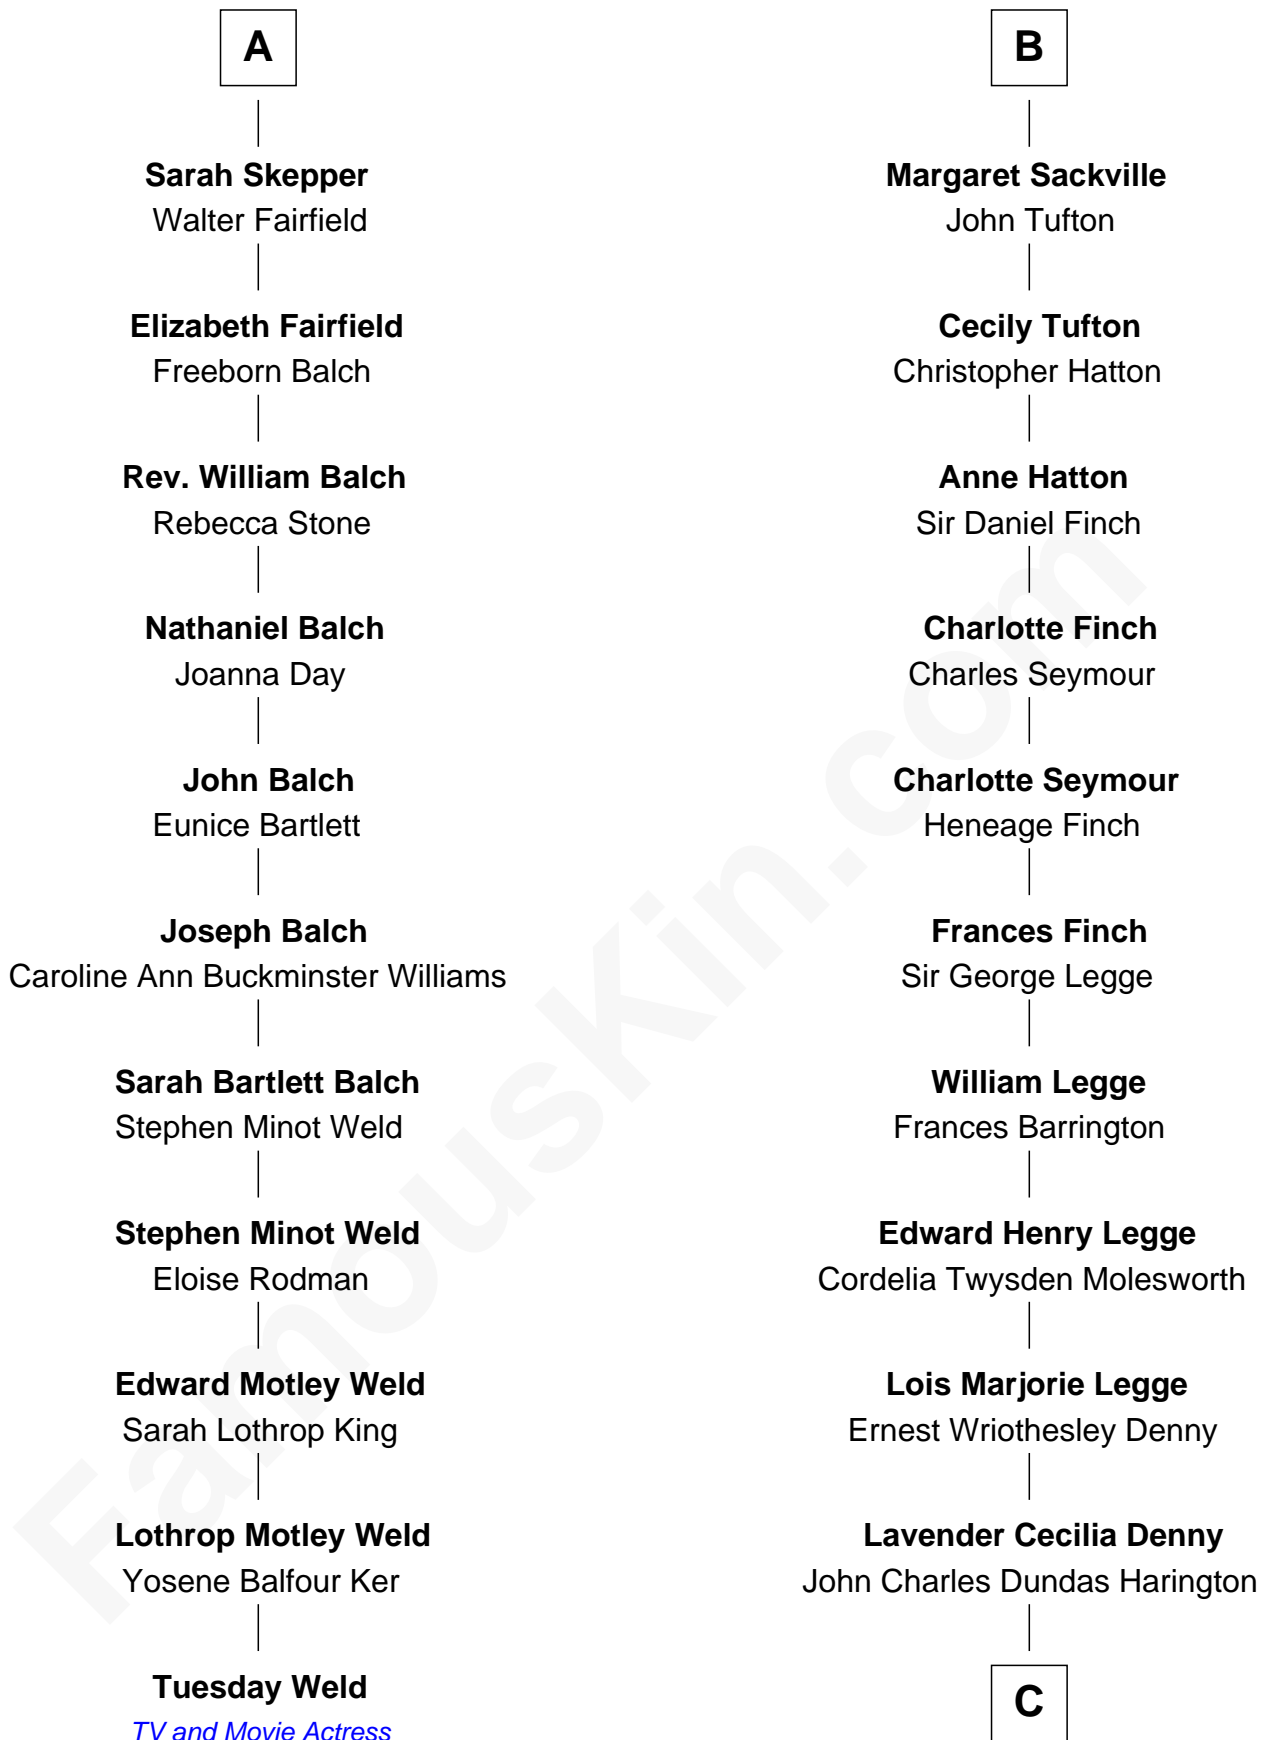 A
Sarah Skepper
Walter Fairfield
Elizabeth Fairfield
Freeborn Balch
Rev. William Balch
Rebecca Stone
Nathaniel Balch
Joanna Day
John Balch
Eunice Bartlett
Joseph Balch
Caroline Ann Buckminster Williams
Sarah Bartlett Balch
Stephen Minot Weld
Stephen Minot Weld
Eloise Rodman
Edward Motley Weld
Sarah Lothrop King
Lothrop Motley Weld
Yosene Balfour Ker
Tuesday Weld
TV and Movie Actress
B
Margaret Sackville
John Tufton
Cecily Tufton
Christopher Hatton
Anne Hatton
Sir Daniel Finch
Charlotte Finch
Charles Seymour
Charlotte Seymour
Heneage Finch
Frances Finch
Sir George Legge
William Legge
Frances Barrington
Edward Henry Legge
Cordelia Twysden Molesworth
Lois Marjorie Legge
Ernest Wriothesley Denny
Lavender Cecilia Denny
John Charles Dundas Harington
C
FamousKin.com